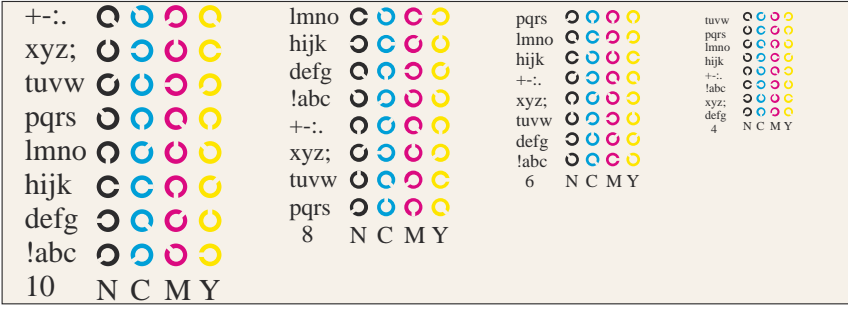 +-:.
xyz;
tuvw
pqrs
lmno
hijk
defg
!abc
10 N C M Y
lmno
hijk
defg
!abc
+-:.
xyz;
tuvw
pqrs
8 N C M Y
pqrs
lmno
hijk
+-:.
xyz;
tuvw
defg
!abc
6 N C M Y
tuvw
pqrs
lmno
hijk
+-:.
!abc
xyz;
defg
4 N C M Y